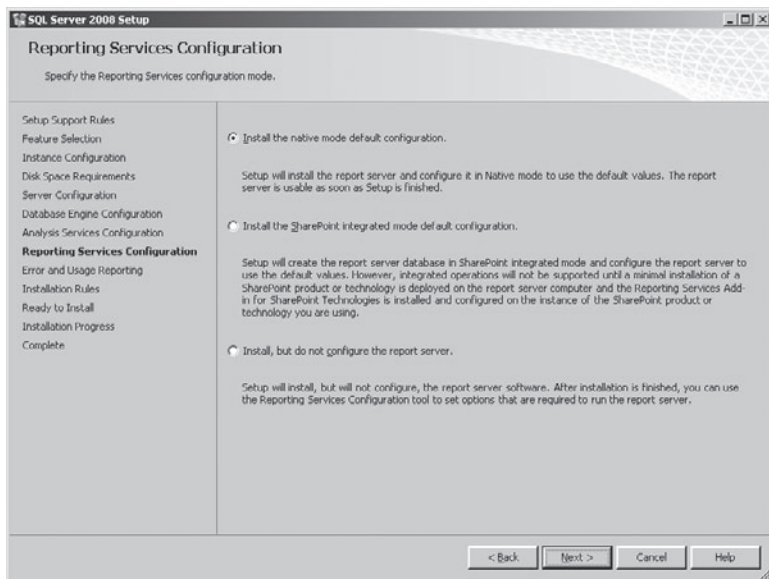 SQL Server 2008 Setup
Reporting Services Configuration
Specify the Reporting Services configuration mode.
Setup Support Rules
Feature Selection
Instance Configuration
Disk Space Requirements
Server Configuration
Database Engine Configuration
Analysis Services Configuration
Reporting Services Configuration
Error and Usage Reporting
Installation Rules
Ready to Install
Installation Progress
Complete
Install the native mode default configuration.
Setup will install the report server and configure it in Native mode to use the default values. The report
server is usable as soon as Setup is finished.
Install the SharePoint integrated mode default configuration.
Setup will create the report server database in SharePoint integrated mode and configure the report server to
use the default values. However, integrated operations will not be supported until a minimal installation of a
SharePoint product or technology is deployed on the report server computer and the Reporting Services Add-
in for SharePoint Technologies is installed and configured on the instance of the SharePoint product or
technology you are using.
Install, but do not configure the report server.
Setup will install, but will not configure, the report server software. After installation is finished, you can use
the Reporting Services Configuration tool to set options that are required to run the report server.
< Back
Next >
Cancel
Help